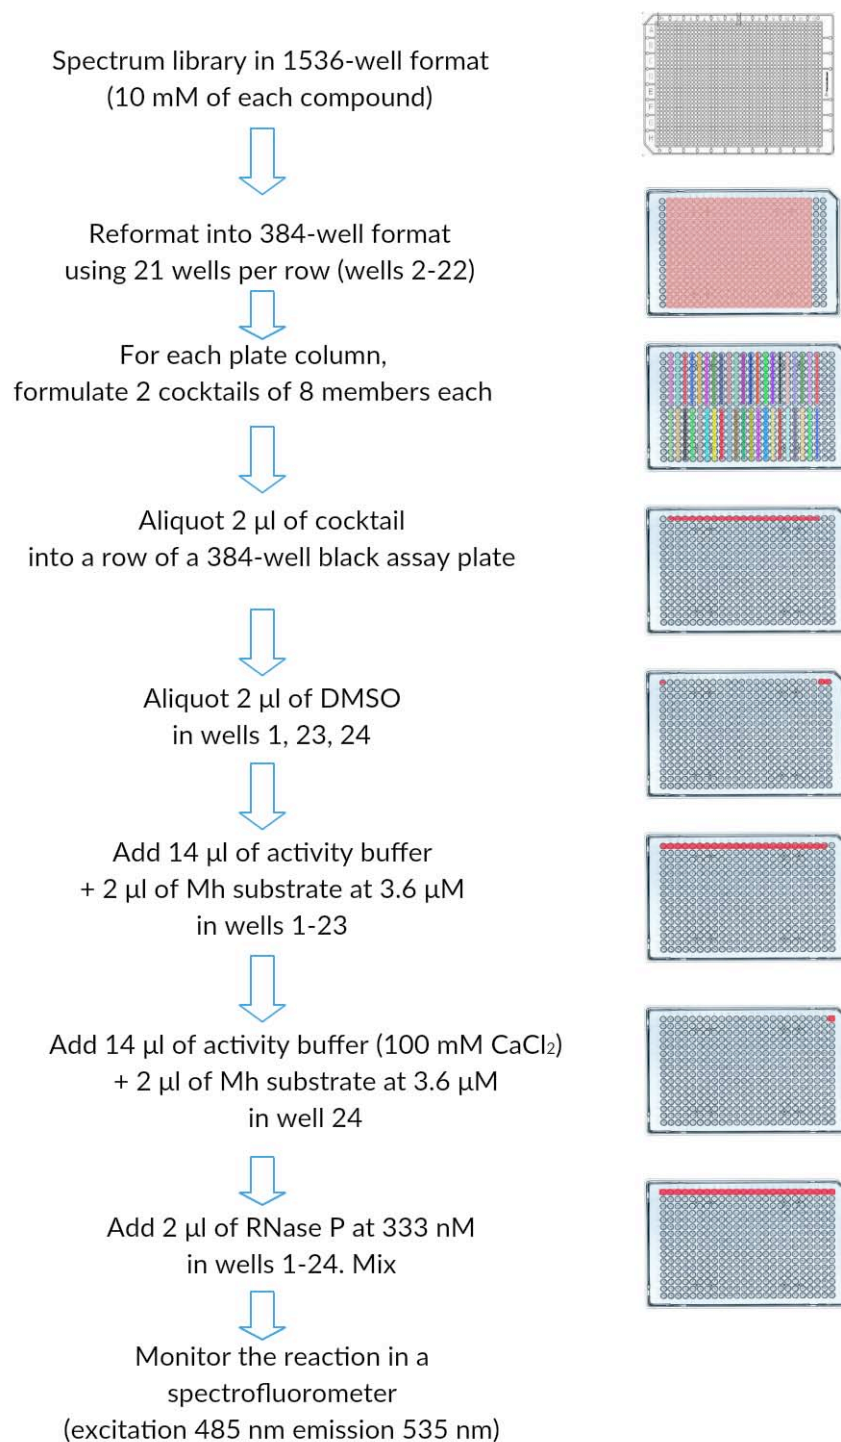 Spectrum library in 1536-well format
(10 mM of each compound)
Reformat into 384-well format
using 21 wells per row (wells 2-22)
For each plate column,
formulate 2 cocktails of 8 members each
Aliquot 2 µl of cocktail
into a row of a 384-well black assay plate
Aliquot 2 µl of DMSO
in wells 1, 23, 24
Add 14 µl of activity buffer
+ 2 µl of Mh substrate at 3.6 µM
in wells 1-23
Add 14 µl of activity buffer (100 mM CaCl₂)
+ 2 µl of Mh substrate at 3.6 µM
in well 24
Add 2 µl of RNase P at 333 nM
in wells 1-24. Mix
Monitor the reaction in a
spectrofluorometer
(excitation 485 nm emission 535 nm)